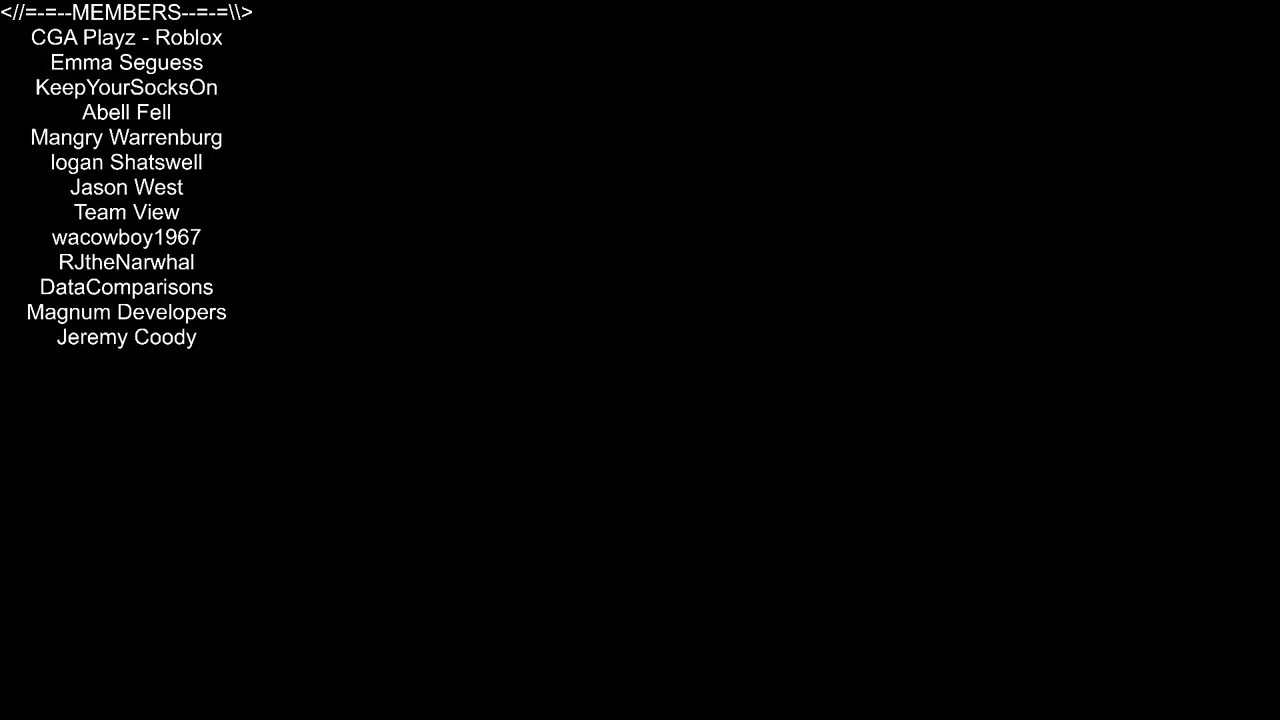 <//=-=--MEMBERS--=-=\\>
CGA Playz - Roblox
Emma Seguess
KeepYourSocksOn
Abell Fell
Mangry Warrenburg
logan Shatswell
Jason West
Team View
wacowboy1967
RJtheNarwhal
DataComparisons
Magnum Developers
Jeremy Coody